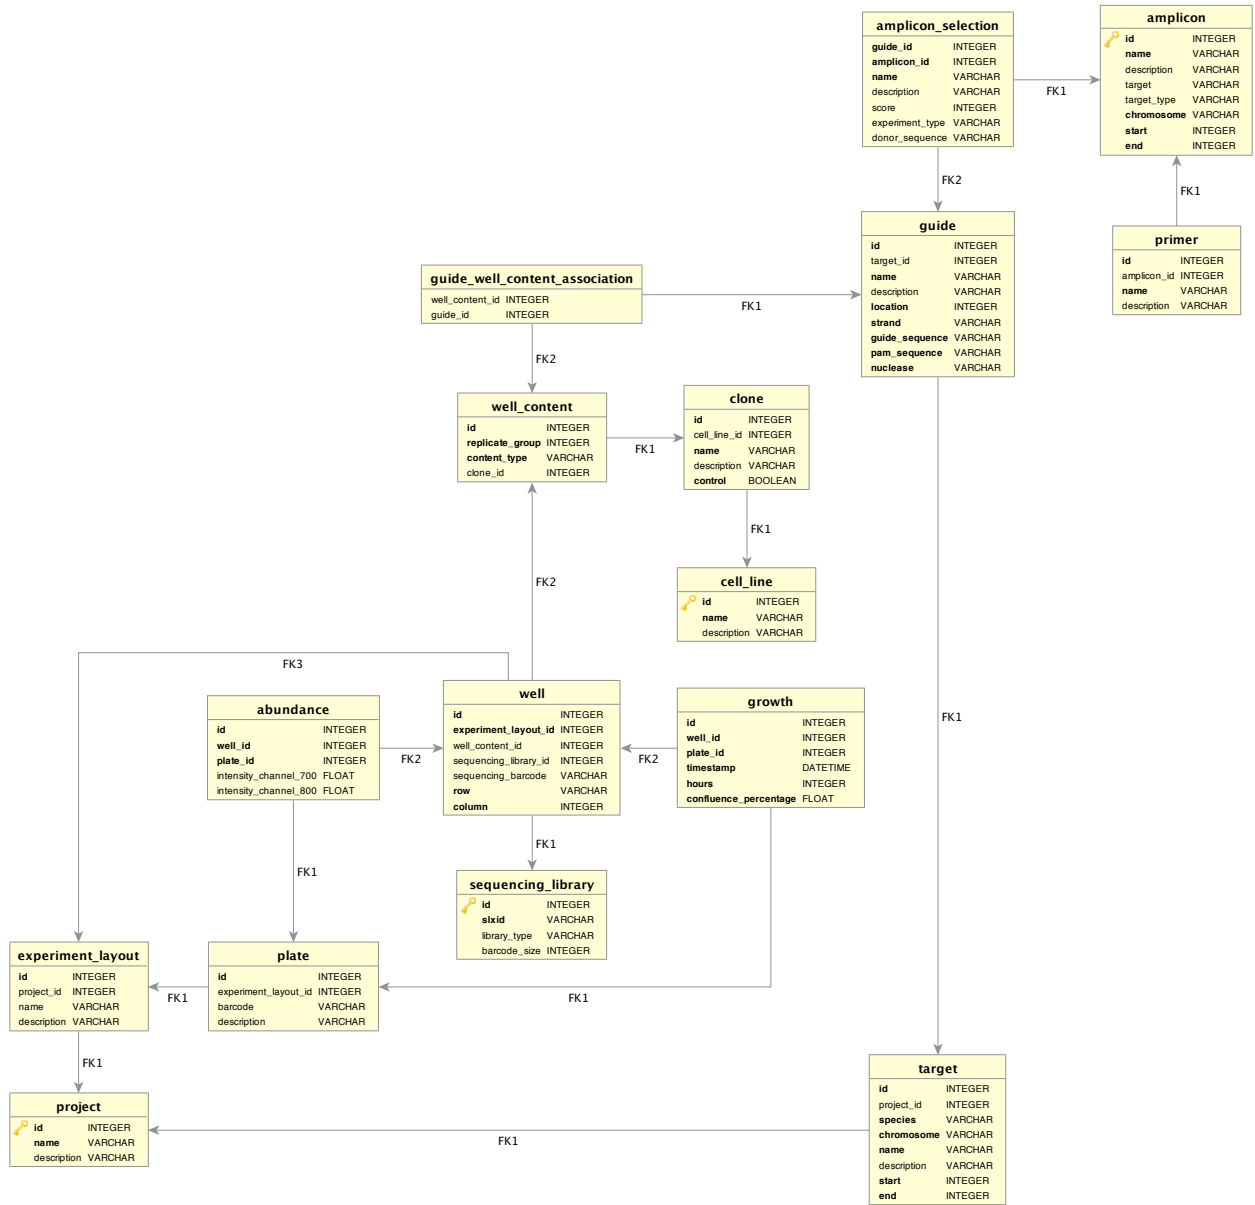 amplicon_selection
guide_id INTEGER
amplicon_id INTEGER
name VARCHAR
description VARCHAR
score INTEGER
experiment_type VARCHAR
donor_sequence VARCHAR
FK1
amplicon
id INTEGER
name VARCHAR
description VARCHAR
target VARCHAR
target_type VARCHAR
chromosome VARCHAR
start INTEGER
end INTEGER
FK2
FK1
guide
id INTEGER
target_id INTEGER
name VARCHAR
description VARCHAR
location INTEGER
strand VARCHAR
guide_sequence VARCHAR
pam_sequence VARCHAR
nuclease VARCHAR
primer
id INTEGER
amplicon_id INTEGER
name VARCHAR
description VARCHAR
guide_well_content_association
well_content_id INTEGER
guide_id INTEGER
FK1
FK2
well_content
id INTEGER
replicate_group INTEGER
content_type VARCHAR
clone_id INTEGER
FK1
clone
id INTEGER
cell_line_id INTEGER
name VARCHAR
description VARCHAR
control BOOLEAN
FK1
FK2
cell_line
id INTEGER
name VARCHAR
description VARCHAR
FK3
abundance
id INTEGER
well_id INTEGER
plate_id INTEGER
intensity_channel_700 FLOAT
intensity_channel_800 FLOAT
FK2
well
id INTEGER
experiment_layout_id INTEGER
well_content_id INTEGER
sequencing_library_id INTEGER
sequencing_barcode VARCHAR
row VARCHAR
column INTEGER
FK2
growth
id INTEGER
well_id INTEGER
plate_id INTEGER
timestamp DATETIME
hours INTEGER
confluence_percentage FLOAT
FK1
FK1
FK1
sequencing_library
id INTEGER
slxid VARCHAR
library_type VARCHAR
barcode_size INTEGER
experiment_layout
id INTEGER
project_id INTEGER
name VARCHAR
description VARCHAR
FK1
plate
id INTEGER
experiment_layout_id INTEGER
barcode VARCHAR
description VARCHAR
FK1
FK1
project
id INTEGER
name VARCHAR
description VARCHAR
FK1
target
id INTEGER
project_id INTEGER
species VARCHAR
chromosome VARCHAR
name VARCHAR
description VARCHAR
start INTEGER
end INTEGER